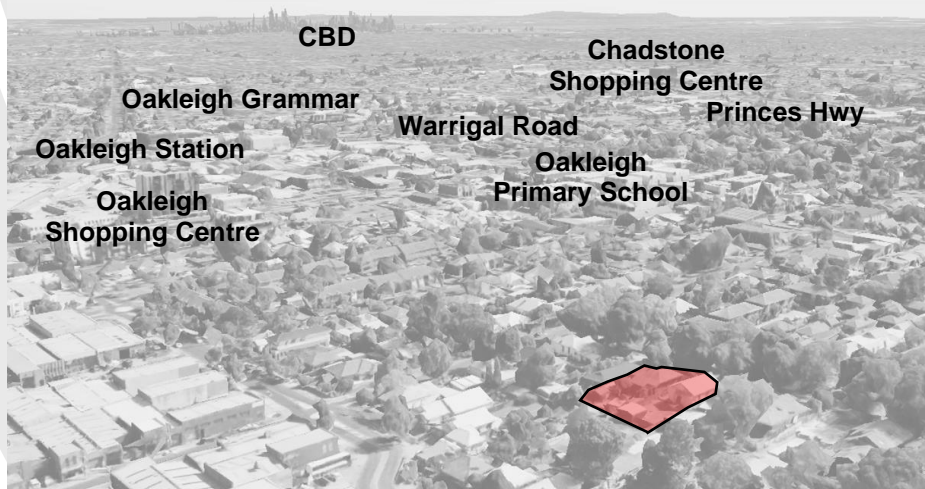 CBD
Chadstone
Shopping Centre
Oakleigh Grammar
Princes Hwy
Warrigal Road
Oakleigh Station
Oakleigh
Primary School
Oakleigh
Shopping Centre